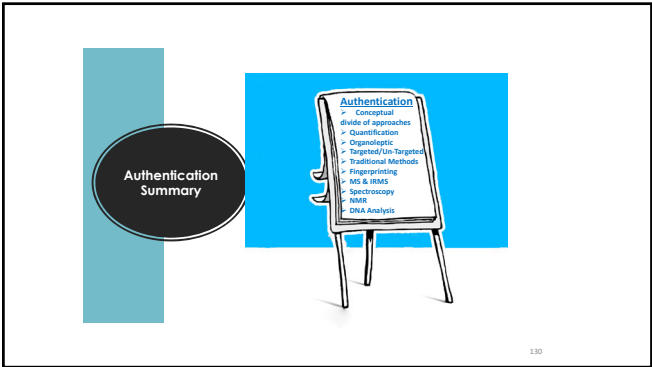 Authentication
Summary
Authentication
➢ Conceptual
divide of approaches
➢ Quantification
➢ Organoleptic
➢ Targeted/Un-Targeted
➢ Traditional Methods
➢ Fingerprinting
➢ MS & IRMS
➢ Spectroscopy
➢ NMR
➢ DNA Analysis
130